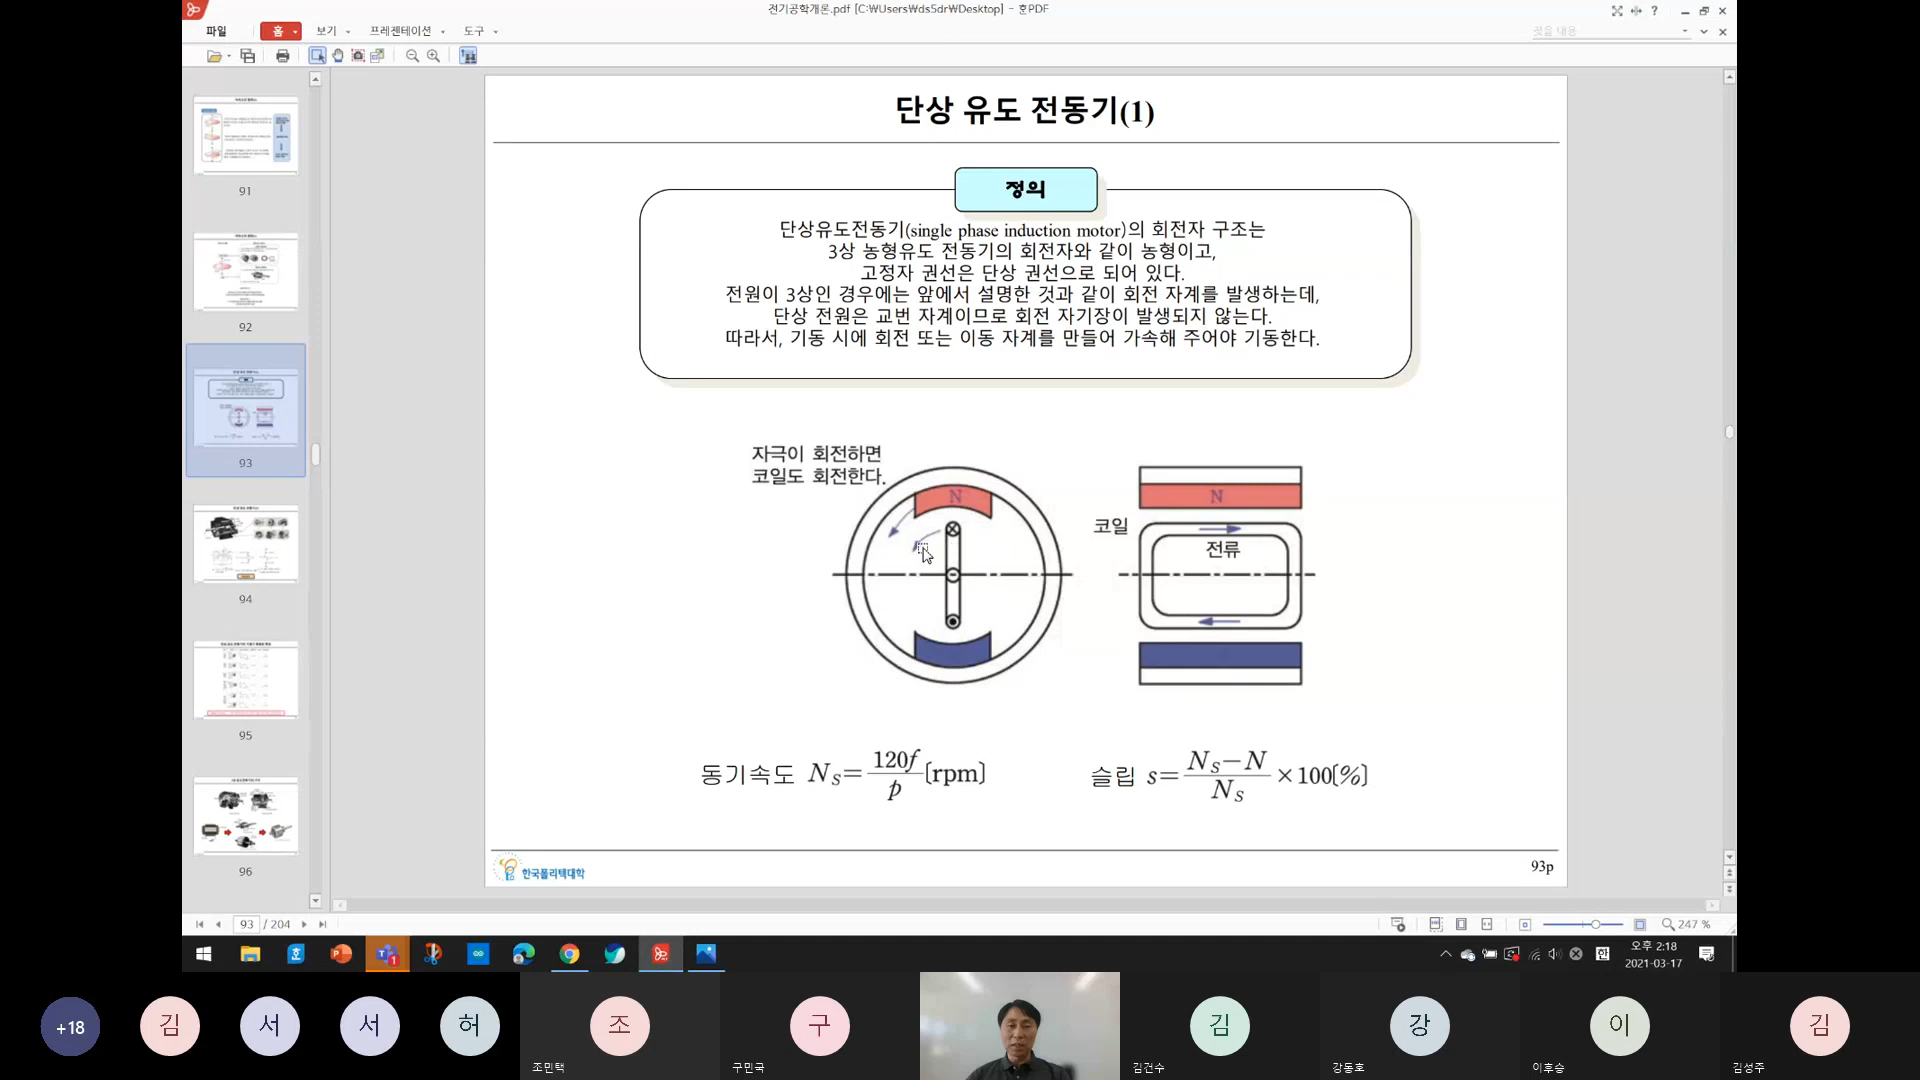 전기공학개론.pdf [C:₩Users₩ds5dr₩Desktop] - 훈PDF
파일
홈
보기
프레젠테이션
도구
찾을 내용
91
92
93
94
95
96
단상 유도 전동기(1)
정의
단상유도전동기(single phase induction motor)의 회전자 구조는
3상 농형유도 전동기의 회전자와 같이 농형이고,
고정자 권선은 단상 권선으로 되어 있다.
전원이 3상인 경우에는 앞에서 설명한 것과 같이 회전 자계를 발생하는데,
단상 전원은 교번 자계이므로 회전 자기장이 발생되지 않는다.
따라서, 기동 시에 회전 또는 이동 자계를 만들어 가속해 주어야 기동한다.
자극이 회전하면
코일도 회전한다.
N
N
코일
전류
동기속도 N_S = 120f/p [rpm]
슬립 s = (N_S − N)/N_S × 100[%]
한국폴리텍대학
93p
93 / 204
247 %
오후 2:18
2021-03-17
+18
김
서
서
허
조
조민택
구
구민국
김
김건수
강
강동호
이
이후승
김
김성주